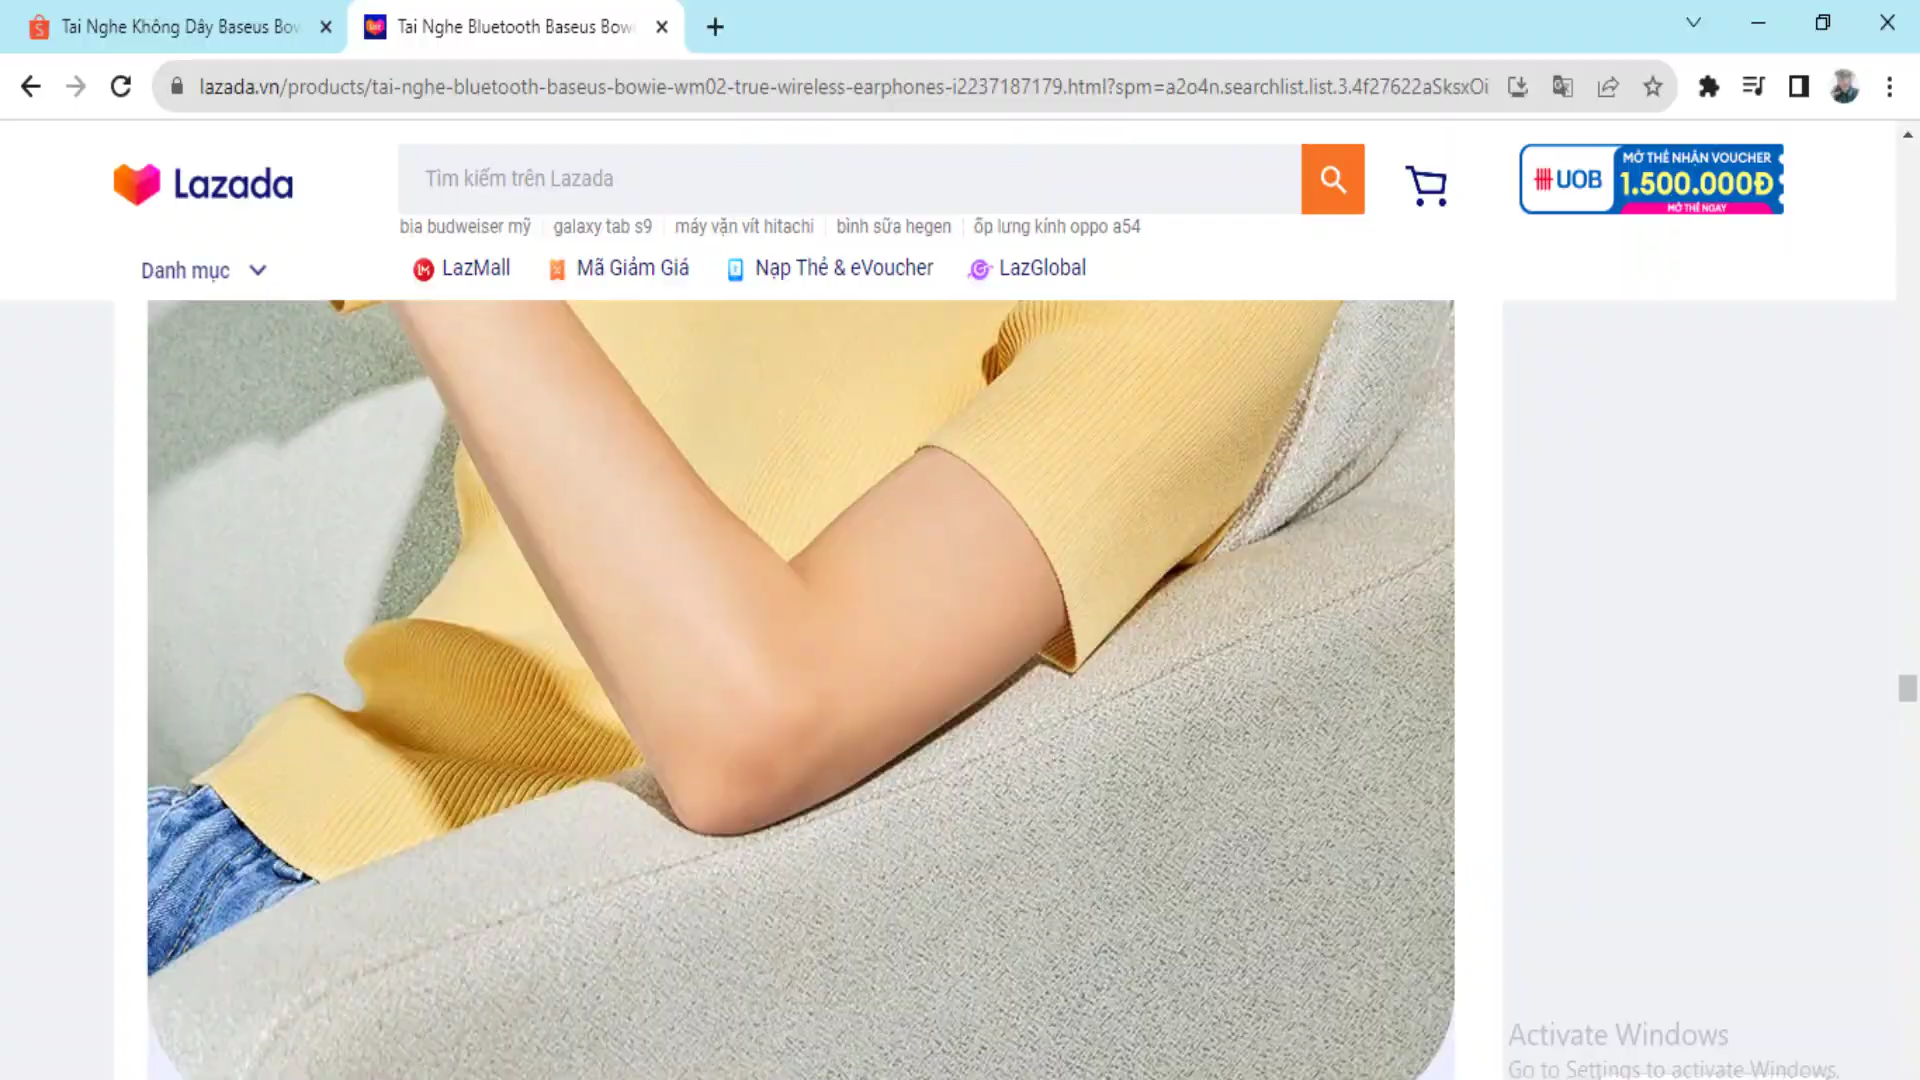 Tai Nghe Không Dây Baseus Bow
Tai Nghe Bluetooth Baseus Bow
lazada.vn/products/tai-nghe-bluetooth-baseus-bowie-wm02-true-wireless-earphones-i2237187179.html?spm=a2o4n.searchlist.list.3.4f27622aSksxOi
Lazada
Tìm kiếm trên Lazada
UOB
MỞ THẺ NHẬN VOUCHER
1.500.000Đ
MỞ THẺ NGAY
bia budweiser mỹ
galaxy tab s9
máy vặn vít hitachi
bình sữa hegen
ốp lưng kính oppo a54
Danh mục
LazMall
Mã Giảm Giá
Nạp Thẻ & eVoucher
LazGlobal
Activate Windows
Go to Settings to activate Windows.